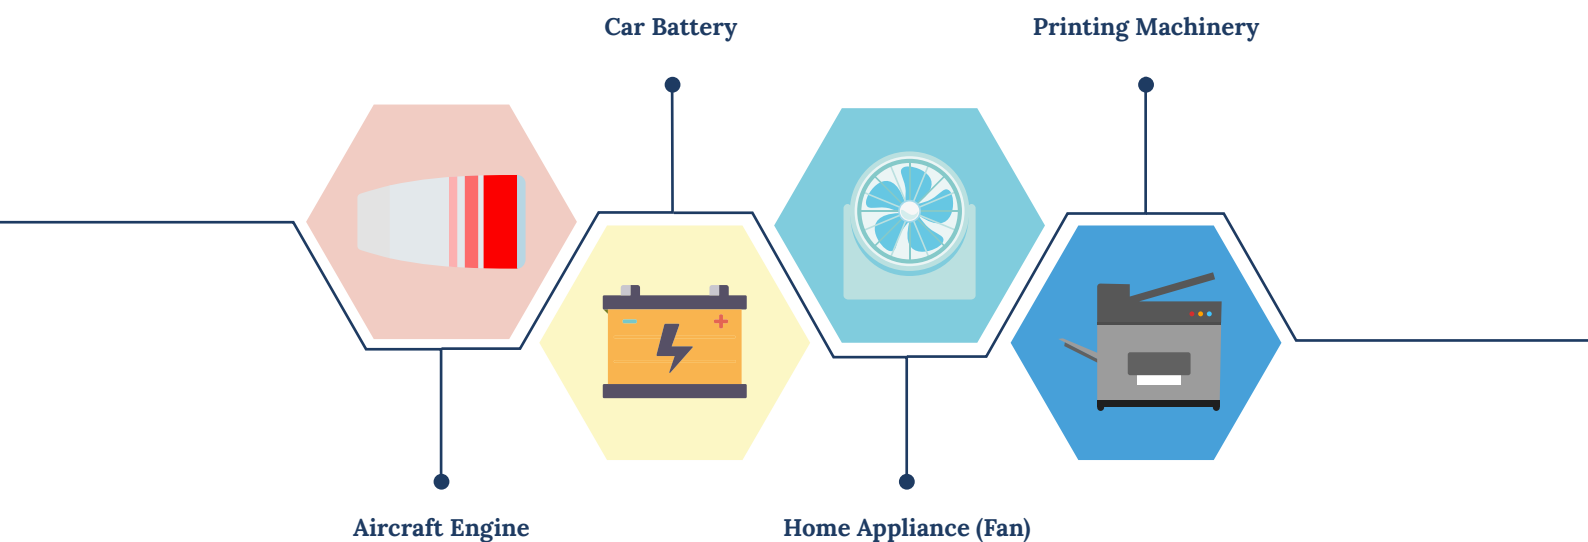 Car Battery
Printing Machinery
Aircraft Engine
Home Appliance (Fan)